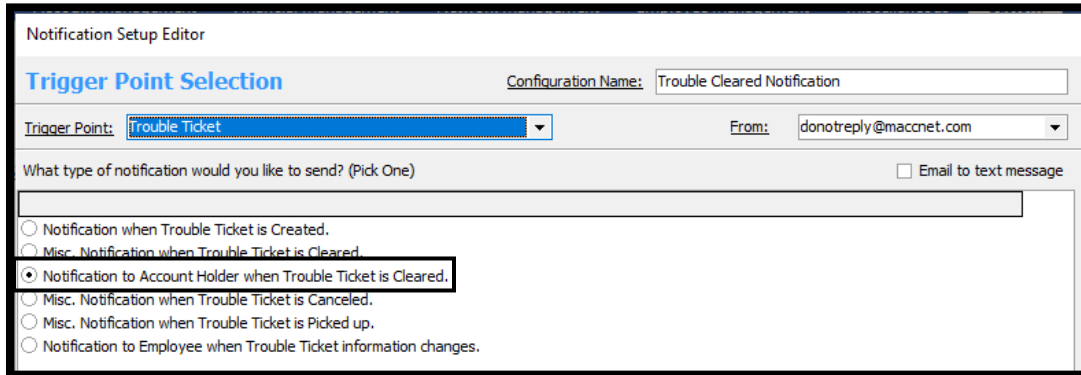 Notification Setup Editor
Trigger Point Selection Configuration Name: Trouble Cleared Notification
Trigger Point: Trouble Ticket From: donotreply@maccnet.com
What type of notification would you like to send? (Pick One) Email to text message
Notification when Trouble Ticket is Created.
Misc. Notification when Trouble Ticket is Cleared.
Notification to Account Holder when Trouble Ticket is Cleared.
Misc. Notification when Trouble Ticket is Canceled.
Misc. Notification when Trouble Ticket is Picked up.
Notification to Employee when Trouble Ticket information changes.